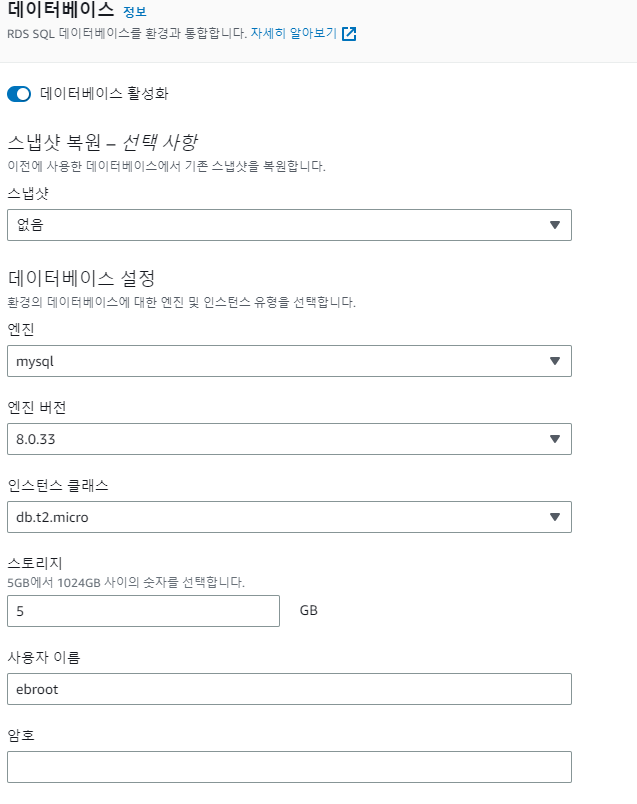 데이터베이스 정보
RDS SQL 데이터베이스를 환경과 통합합니다. 자세히 알아보기
데이터베이스 활성화
스냅샷 복원 – 선택 사항
이전에 사용한 데이터베이스에서 기존 스냅샷을 복원합니다.
스냅샷
없음
데이터베이스 설정
환경의 데이터베이스에 대한 엔진 및 인스턴스 유형을 선택합니다.
엔진
mysql
엔진 버전
8.0.33
인스턴스 클래스
db.t2.micro
스토리지
5GB에서 1024GB 사이의 숫자를 선택합니다.
5 GB
사용자 이름
ebroot
암호